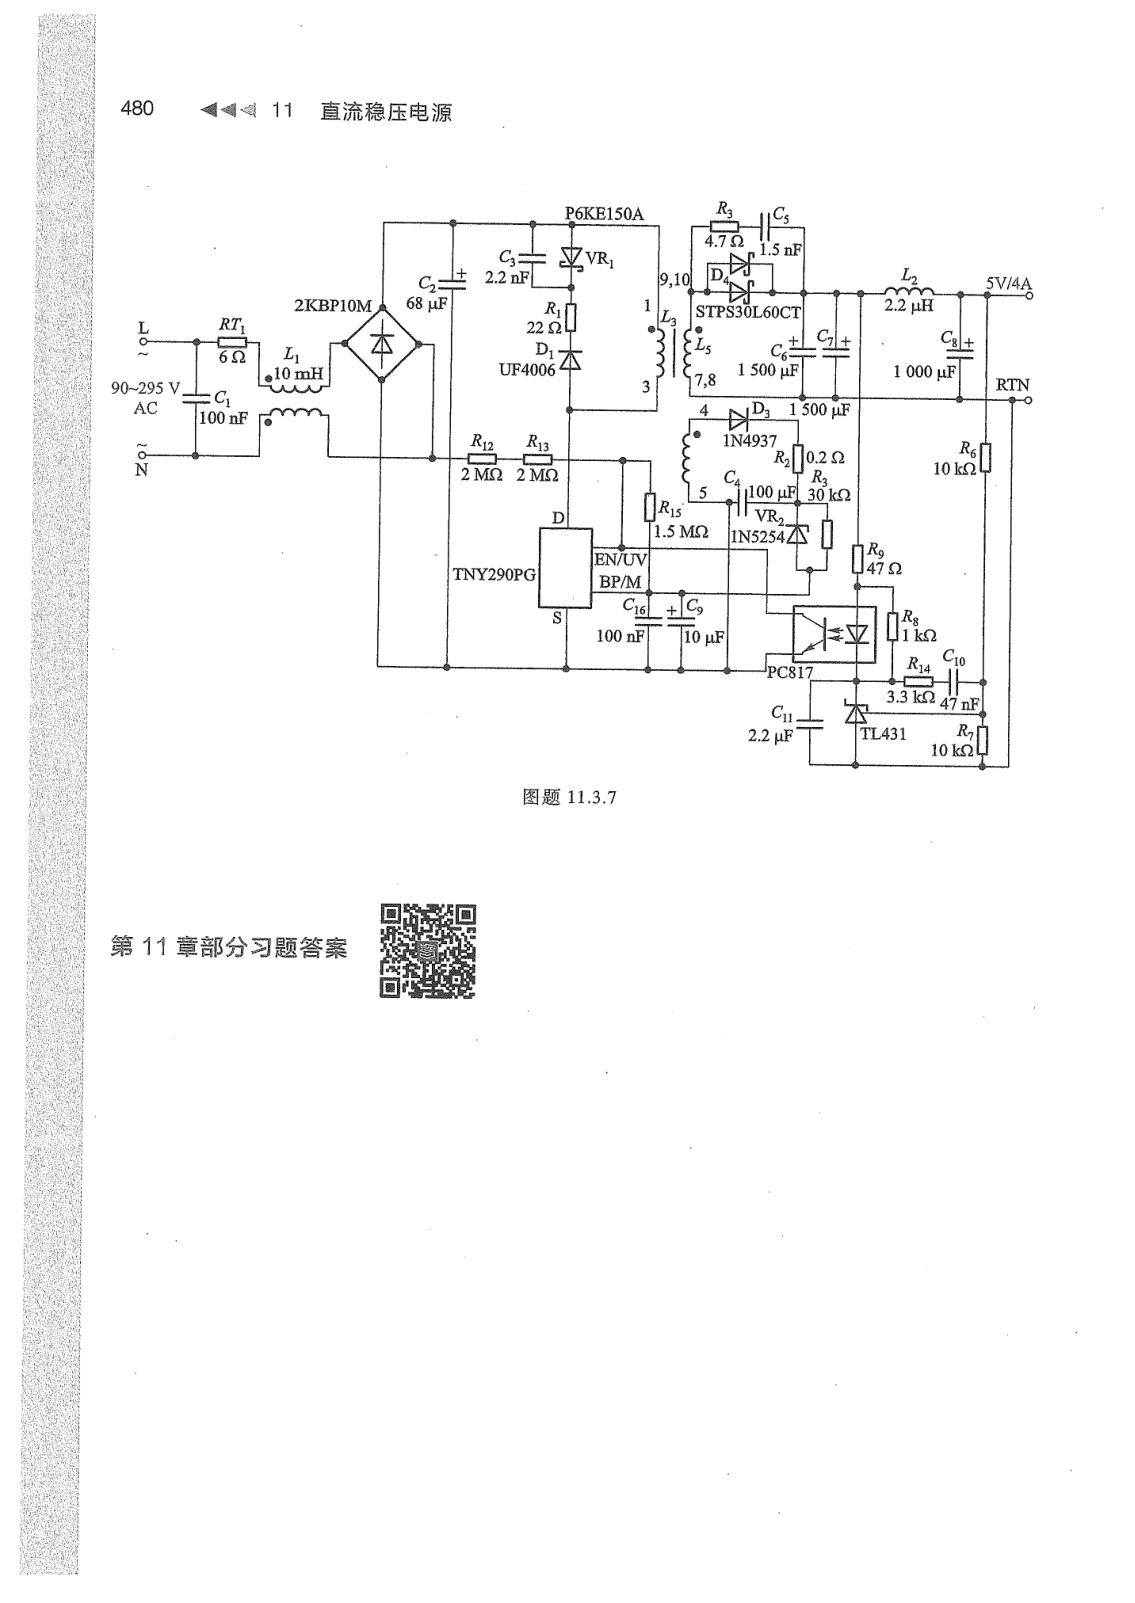 480 11 直流稳压电源
P6KE150A
R3
C5
4.7 Ω
1.5 nF
C3
2.2 nF
VR1
C2
+
68 μF
9,10
D4
L2
5V/4A
2KBP10M
R1
22 Ω
1
L3
STPS30L60CT
2.2 μH
L
~
RT1
6 Ω
L1
10 mH
D1
UF4006
L5
C6
+
C7
+
1 500 μF
C8
+
1 000 μF
90~295 V
AC
C1
100 nF
3
7,8
RTN
4
D3
1 500 μF
1N4937
~
N
R12
2 MΩ
R13
2 MΩ
R2
0.2 Ω
R6
10 kΩ
C4
100 μF
R3
30 kΩ
5
R15
1.5 MΩ
VR2
1N5254
D
TNY290PG
EN/UV
BP/M
S
R9
47 Ω
C16
100 nF
+
C9
10 μF
R8
1 kΩ
PC817
R14
3.3 kΩ
C10
47 nF
C11
2.2 μF
TL431
R7
10 kΩ
图题 11.3.7
第 11 章部分习题答案